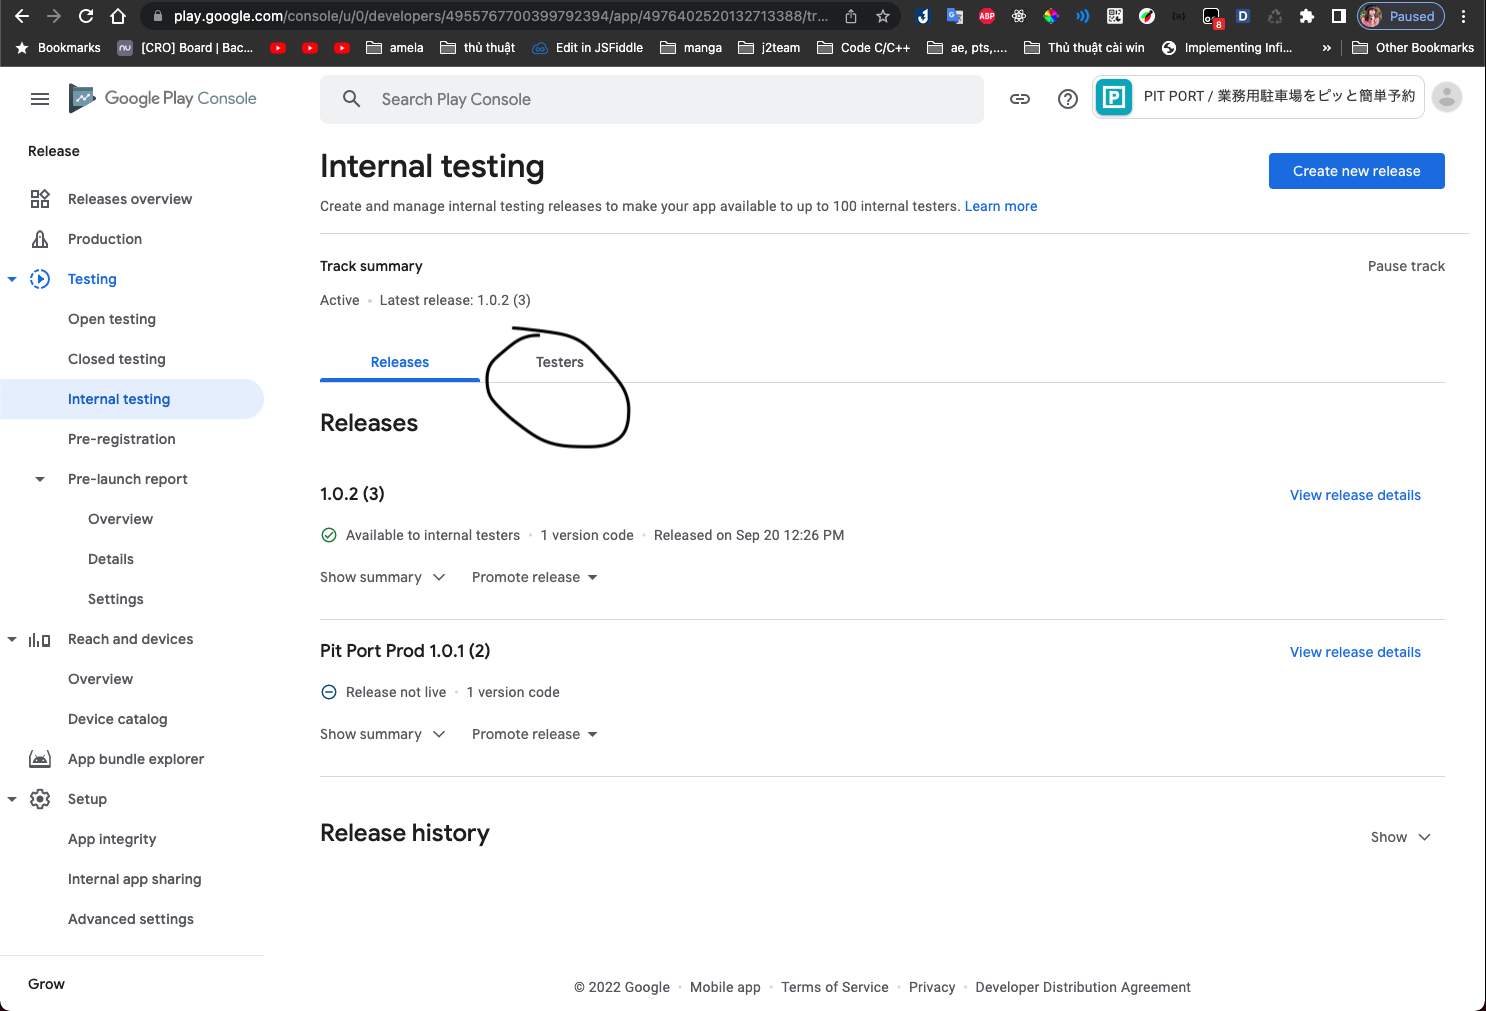 play.google.com/console/u/0/developers/4955767700399792394/app/4976402520132713388/tr...
ABP
8
D
Paused
Bookmarks
nu
[CRO] Board | Bac...
amela
thủ thuật
Edit in JSFiddle
manga
j2team
Code C/C++
ae, pts,....
Thủ thuật cài win
Implementing Infi...
»
Other Bookmarks
Google Play Console
Search Play Console
P
PIT PORT / 業務用駐車場をピッと簡単予約
Release
Releases overview
Production
Testing
Open testing
Closed testing
Internal testing
Pre-registration
Pre-launch report
Overview
Details
Settings
Reach and devices
Overview
Device catalog
App bundle explorer
Setup
App integrity
Internal app sharing
Advanced settings
Grow
Internal testing
Create new release
Create and manage internal testing releases to make your app available to up to 100 internal testers. Learn more
Track summary
Pause track
Active • Latest release: 1.0.2 (3)
Releases
Testers
Releases
1.0.2 (3)
View release details
Available to internal testers • 1 version code • Released on Sep 20 12:26 PM
Show summary
Promote release
Pit Port Prod 1.0.1 (2)
View release details
Release not live • 1 version code
Show summary
Promote release
Release history
Show
© 2022 Google • Mobile app • Terms of Service • Privacy • Developer Distribution Agreement